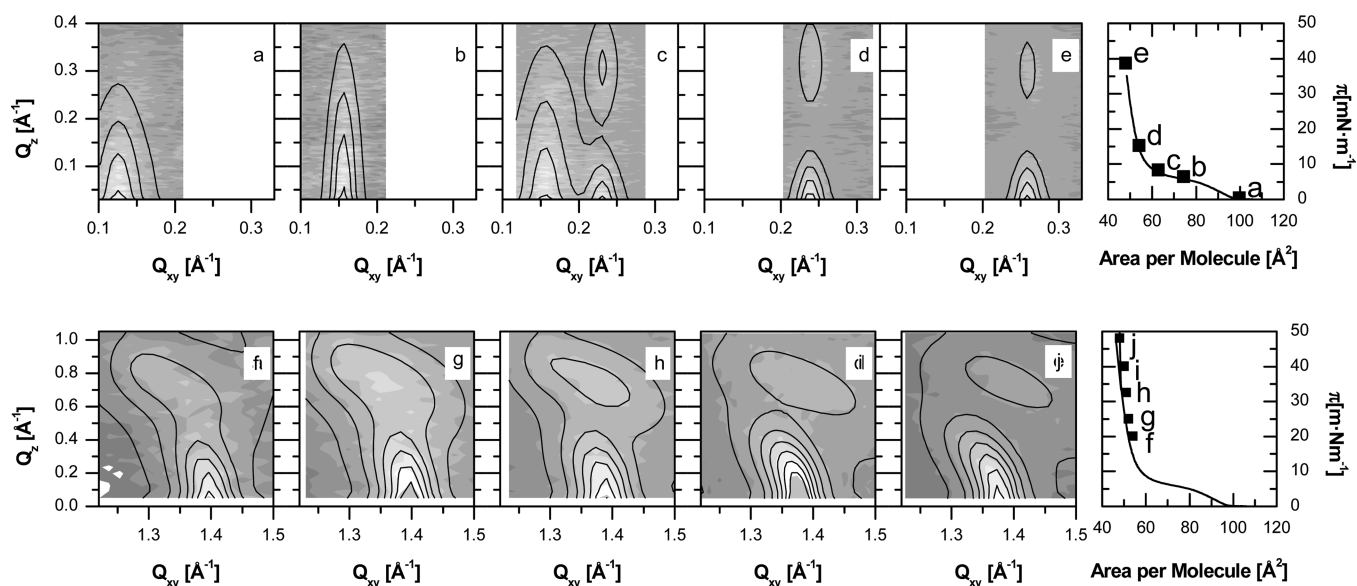 0.4
0.3
0.2
0.1
Q_z [Å⁻¹]
a
b
c
d
e
0.1 0.2 0.3
0.1 0.2 0.3
0.1 0.2 0.3
0.1 0.2 0.3
0.1 0.2 0.3
Q_xy [Å⁻¹]
Q_xy [Å⁻¹]
Q_xy [Å⁻¹]
Q_xy [Å⁻¹]
Q_xy [Å⁻¹]
e
d
c
b
a
50
40
30
20
10
0
π[mN·m⁻¹]
40 60 80 100 120
Area per Molecule [Å²]
1.0
0.8
0.6
0.4
0.2
0.0
Q_z [Å⁻¹]
g
h
1.3 1.4 1.5
1.3 1.4 1.5
1.3 1.4 1.5
1.3 1.4 1.5
1.3 1.4 1.5
Q_xy [Å⁻¹]
Q_xy [Å⁻¹]
Q_xy [Å⁻¹]
Q_xy [Å⁻¹]
Q_xy [Å⁻¹]
j
i
h
g
f
50
40
30
20
10
0
π[m·Nm⁻¹]
40 60 80 100 120
Area per Molecule [Å²]